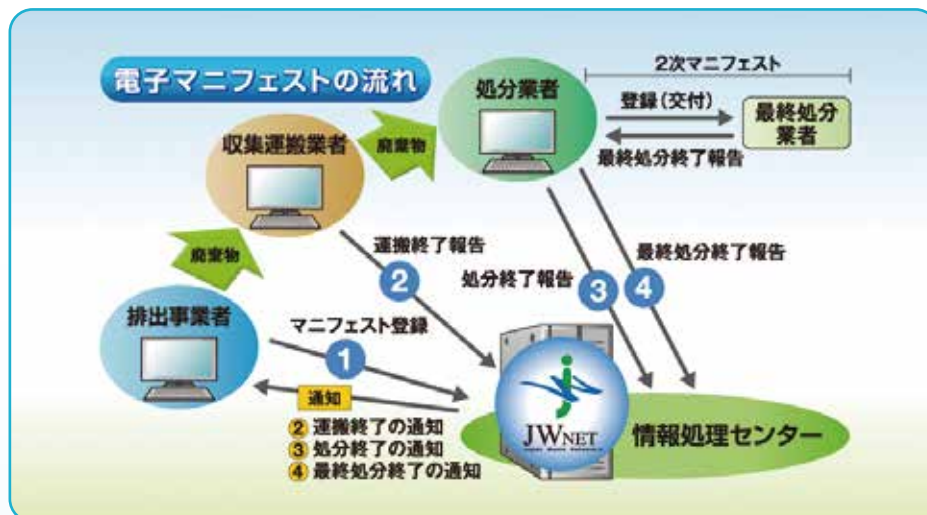 電子マニフェストの流れ
2次マニフェスト
処分業者
登録(交付)
最終処分
業者
最終処分終了報告
収集運搬業者
廃棄物
廃棄物
運搬終了報告
②
処分終了報告
③
最終処分終了報告
④
排出事業者
マニフェスト登録
①
通知
②運搬終了の通知
③処分終了の通知
④最終処分終了の通知
JWNET
情報処理センター